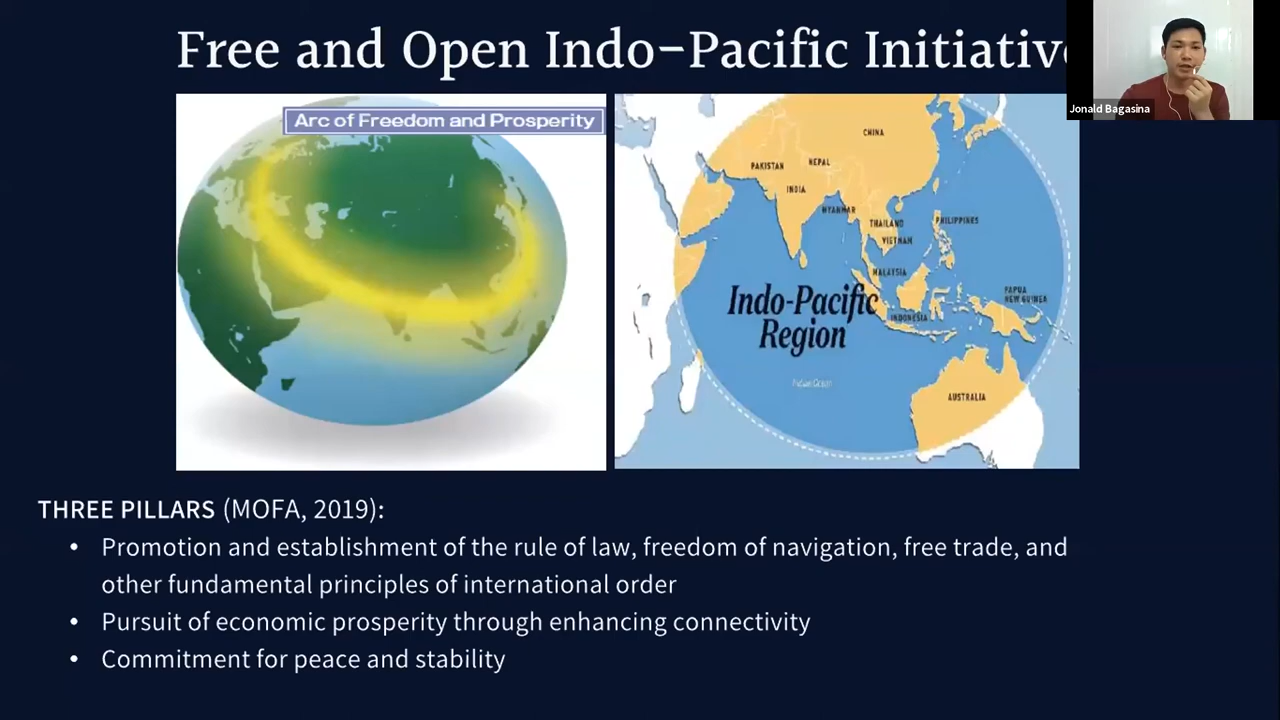 Free and Open Indo-Pacific Initiative
Jonald Bagasina
Arc of Freedom and Prosperity
CHINA
PAKISTAN
NEPAL
INDIA
MYANMAR
THAILAND
PHILIPPINES
VIETNAM
MALAYSIA
Indo-Pacific
Region
PAPUA
NEW GUINEA
INDONESIA
Indian Ocean
AUSTRALIA
THREE PILLARS (MOFA, 2019):
• Promotion and establishment of the rule of law, freedom of navigation, free trade, and
other fundamental principles of international order
• Pursuit of economic prosperity through enhancing connectivity
• Commitment for peace and stability